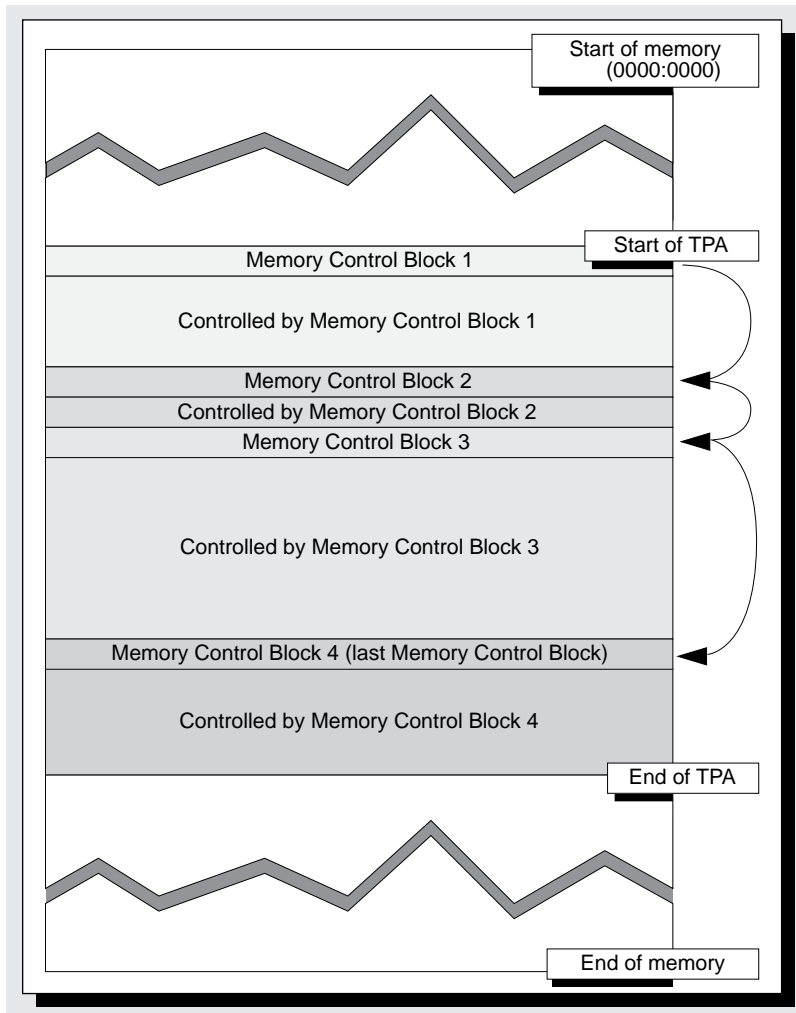 Start of memory
(0000:0000)
Start of TPA
Memory Control Block 1
Controlled by Memory Control Block 1
Memory Control Block 2
Controlled by Memory Control Block 2
Memory Control Block 3
Controlled by Memory Control Block 3
Memory Control Block 4 (last Memory Control Block)
Controlled by Memory Control Block 4
End of TPA
End of memory